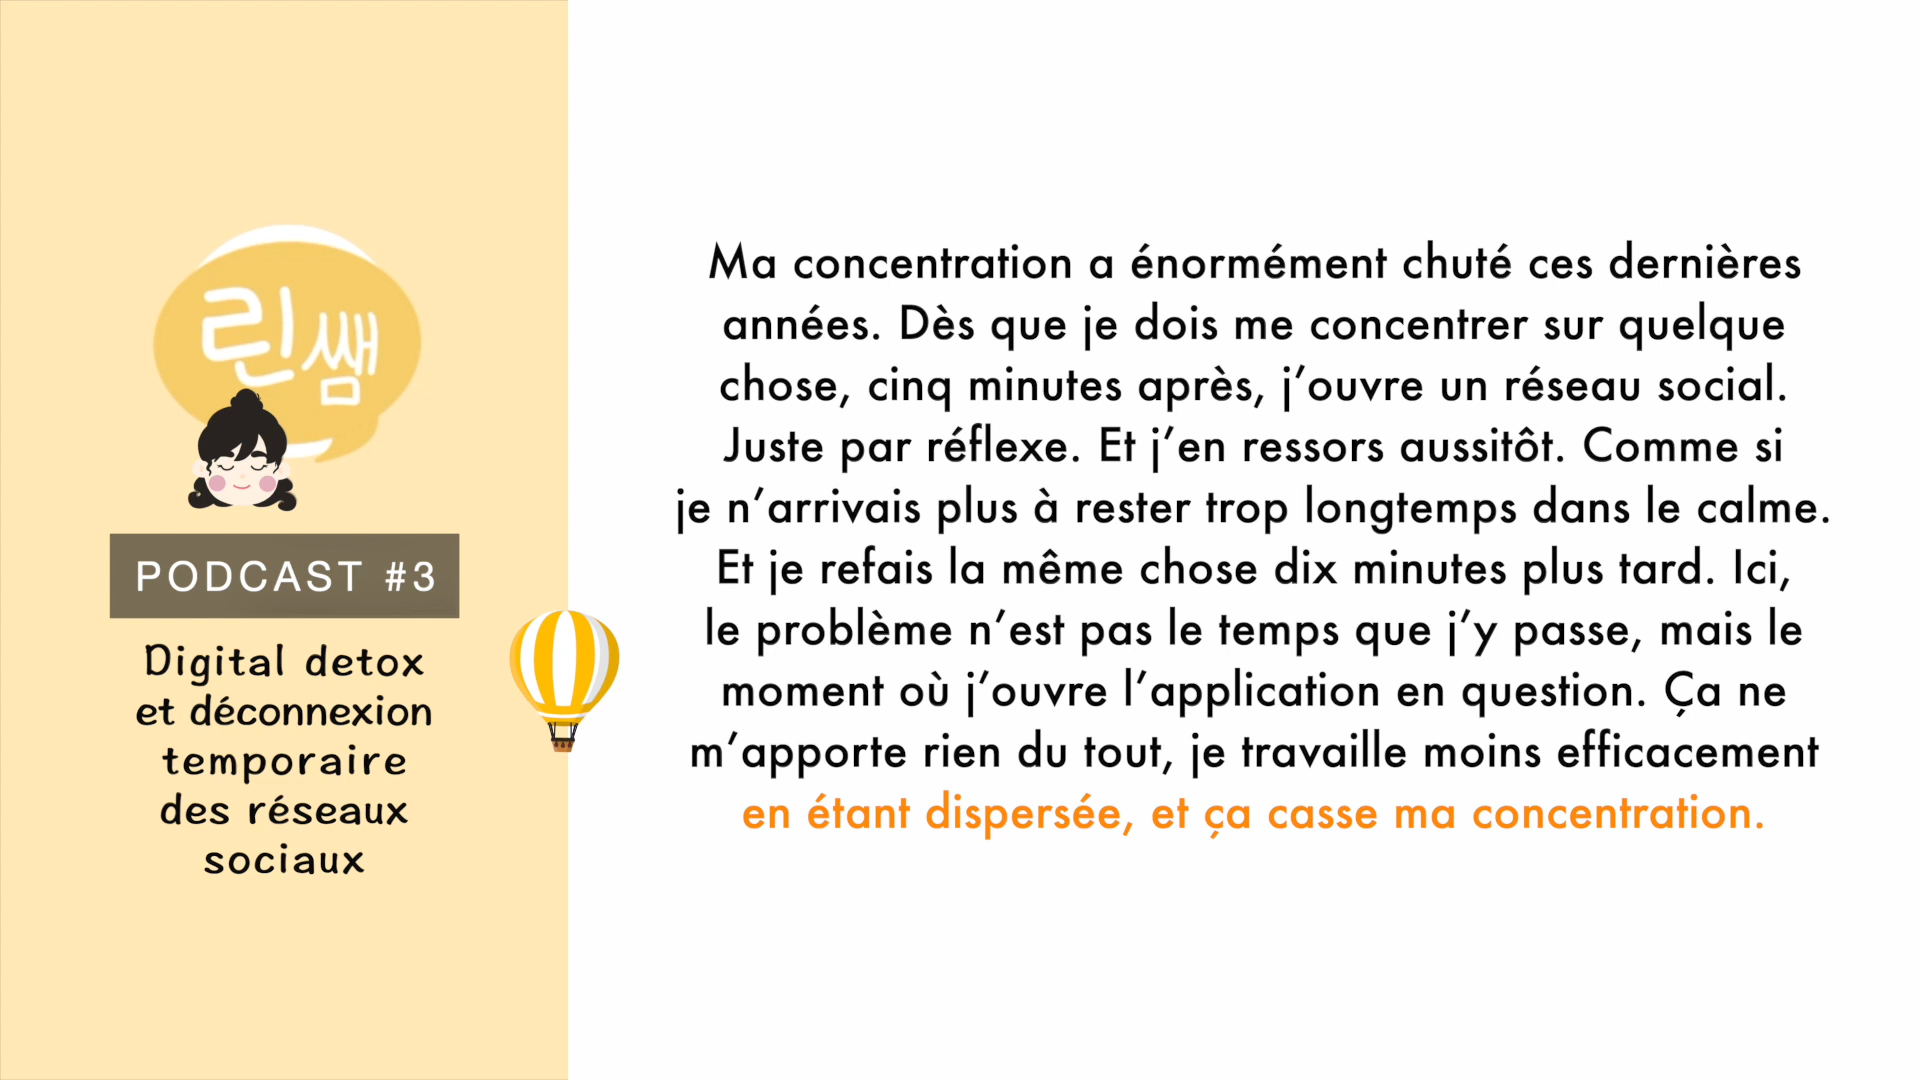 린쌤
PODCAST #3
Digital detox
et déconnexion
temporaire
des réseaux
sociaux
Ma concentration a énormément chuté ces dernières
années. Dès que je dois me concentrer sur quelque
chose, cinq minutes après, j’ouvre un réseau social.
Juste par réflexe. Et j’en ressors aussitôt. Comme si
je n’arrivais plus à rester trop longtemps dans le calme.
Et je refais la même chose dix minutes plus tard. Ici,
le problème n’est pas le temps que j’y passe, mais le
moment où j’ouvre l’application en question. Ça ne
m’apporte rien du tout, je travaille moins efficacement
en étant dispersée, et ça casse ma concentration.